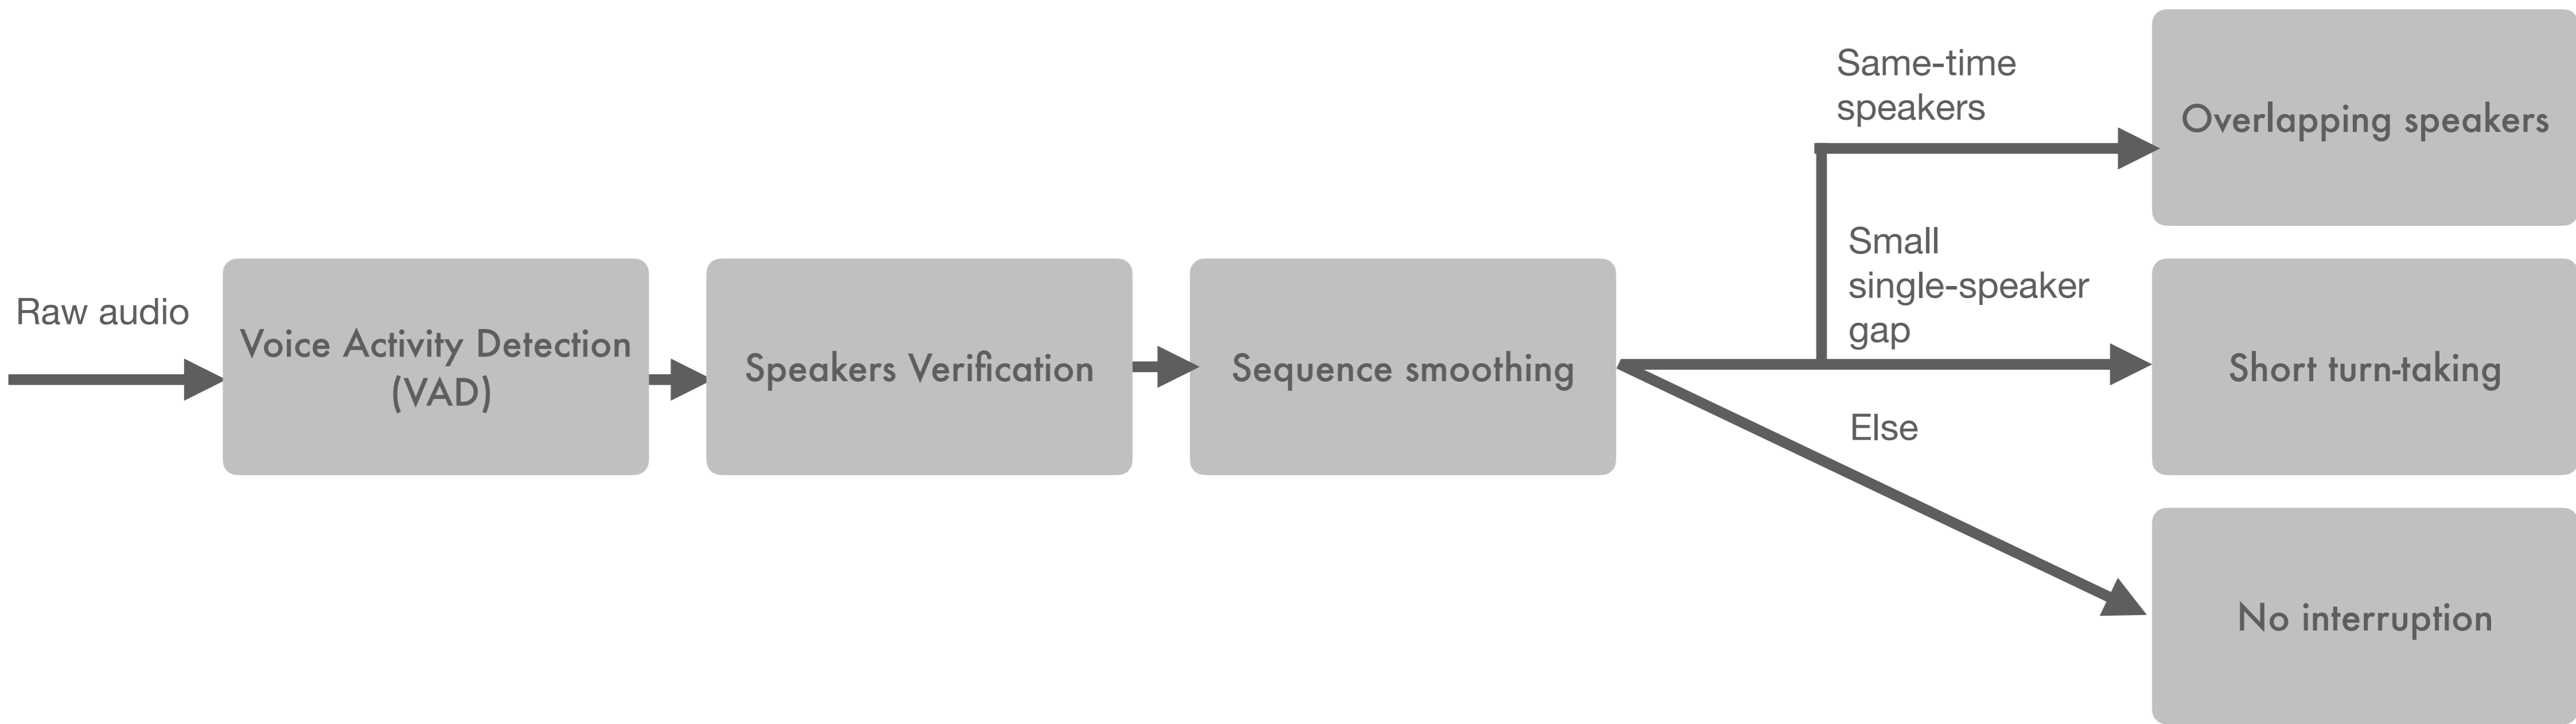 Raw audio
Voice Activity Detection
(VAD)
Speakers Verification
Sequence smoothing
Same-time
speakers
Small
single-speaker
gap
Else
Overlapping speakers
Short turn-taking
No interruption